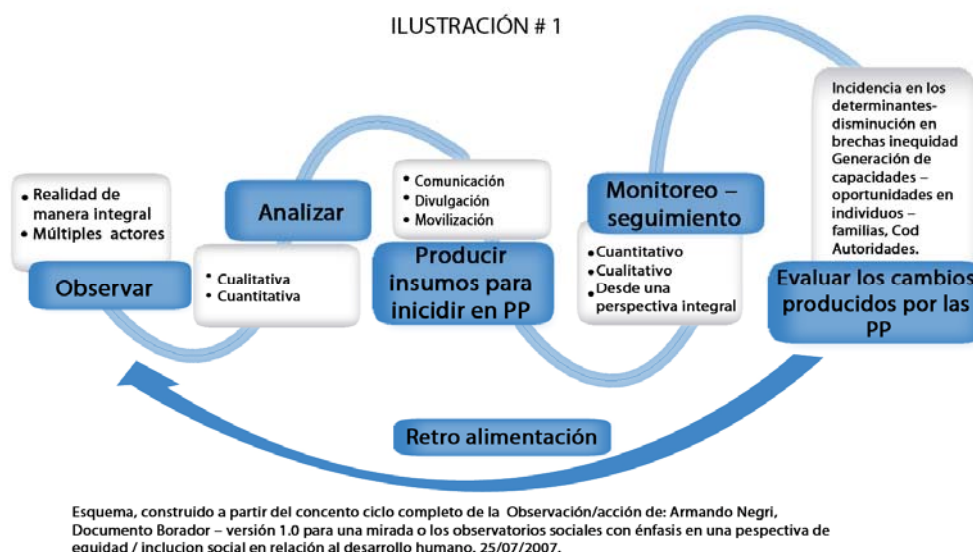 ILUSTRACIÓN # 1
• Realidad de
manera integral
• Múltiples actores
Observar
Analizar
• Cualitativa
• Cuantitativa
• Comunicación
• Divulgación
• Movilización
Producir
insumos para
inicidir en PP
Monitoreo –
seguimiento
• Cuantitativo
• Cualitativo
• Desde una
perspectiva integral
Incidencia en los
determinantes-
disminución en
brechas inequidad
Generación de
capacidades –
oportunidades en
individuos –
familias, Cod
Autoridades.
Evaluar los cambios
producidos por las
PP
Retro alimentación
Esquema, construido a partir del concento ciclo completo de la Observación/acción de: Armando Negri,
Documento Borador – versión 1.0 para una mirada o los observatorios sociales con énfasis en una pespectiva de
equidad / inclucion social en relación al desarrollo humano, 25/07/2007.